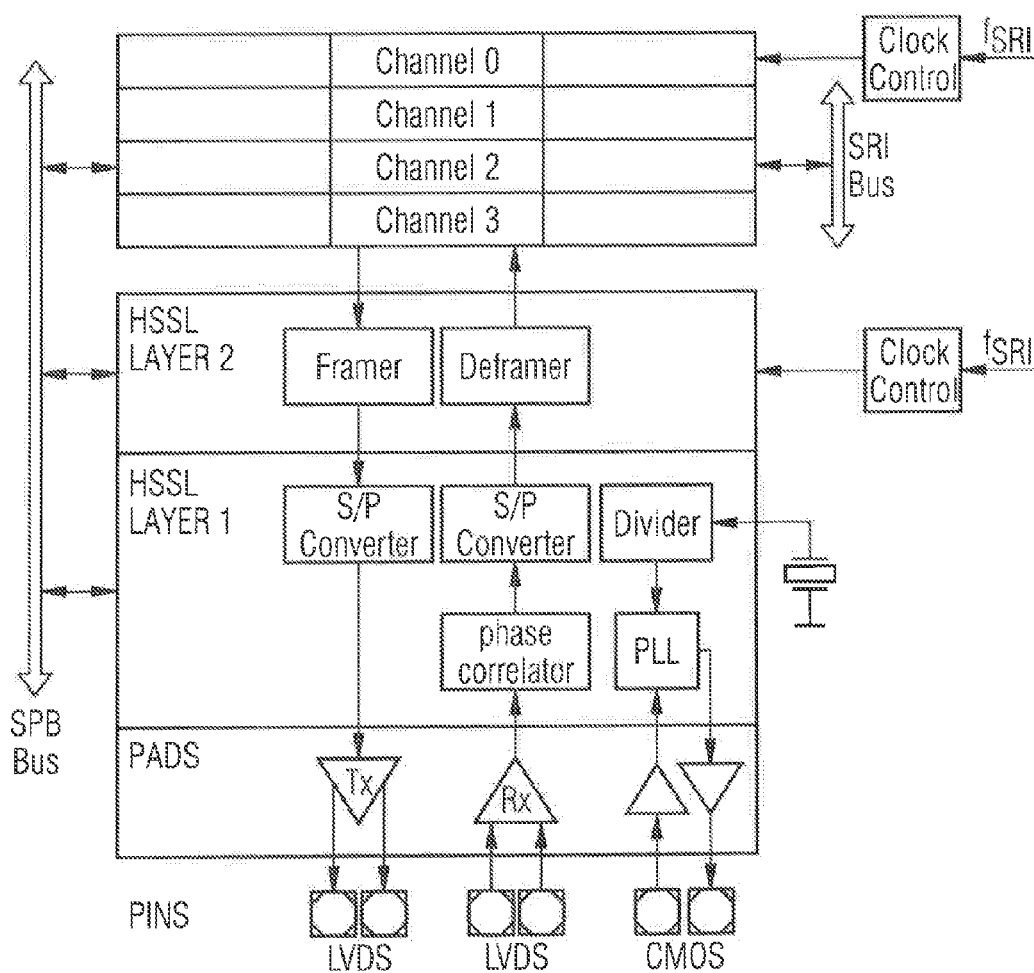 Channel 0
Channel 1
Channel 2
Channel 3
Clock
Control
fSRI
SRI
Bus
HSSL
LAYER 2
Framer
Deframer
Clock
Control
fSRI
HSSL
LAYER 1
S/P
Converter
S/P
Converter
Divider
phase
correlator
PLL
SPB
Bus
PADS
Tx
Rx
PINS
LVDS
LVDS
CMOS